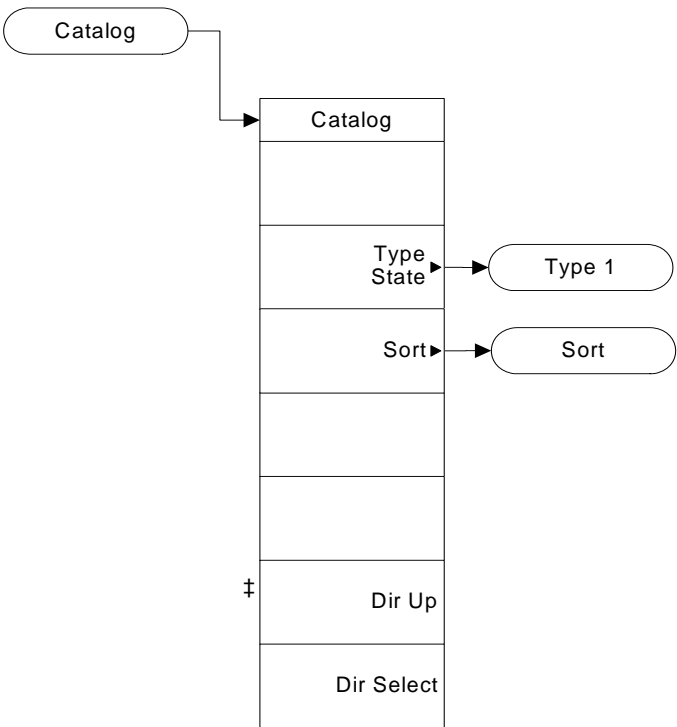 Catalog
Catalog
Type
State
Type 1
Sort
Sort
‡
Dir Up
Dir Select